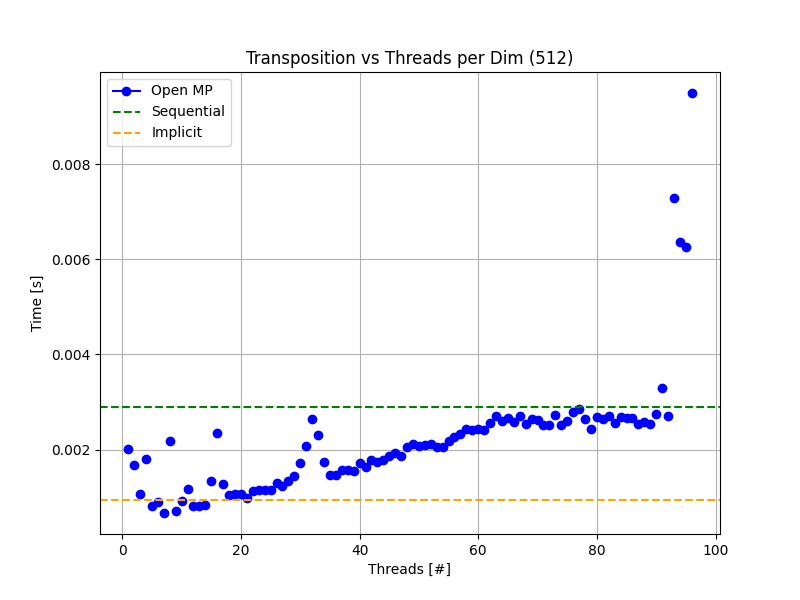 Transposition vs Threads per Dim (512)
Open MP
Sequential
Implicit
0.008
0.006
0.004
0.002
Time [s]
0 20 40 60 80 100
Threads [#]